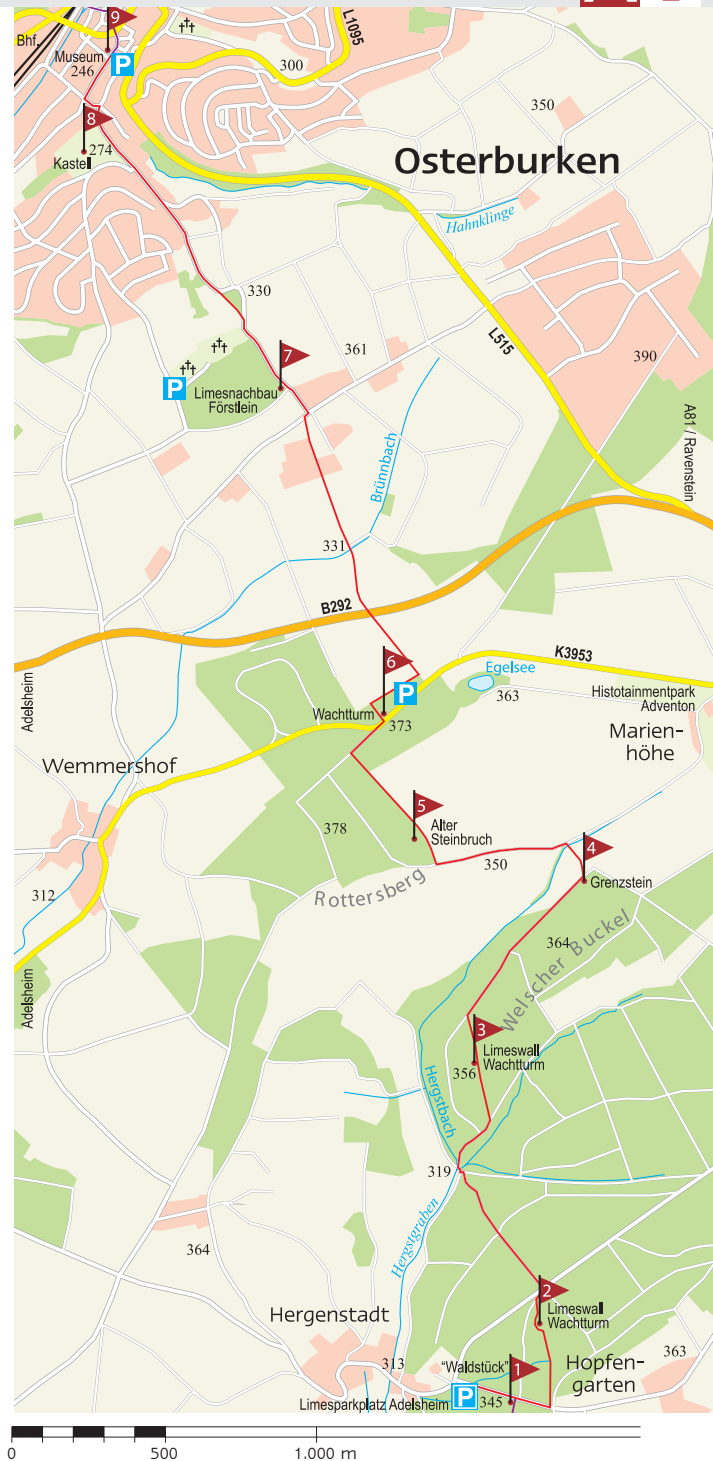 9
L1095
Bhf.
Museum
P
246
300
8
350
274
Kastell
Osterburken
Hahnklinge
330
7
361
L515
390
P
Limesnachbau
Förstlein
A81 / Ravenstein
Brünnbach
331
B292
6
K3953
Egelsee
P
363
Histotainmentpark
Adventon
Wachtturm
373
Adelsheim
Marien-
höhe
Wemmershof
5
378
Alter
Steinbruch
4
350
Grenzstein
312
Rottersberg
364
Welscher Buckel
Adelsheim
3
Limeswall
Wachtturm
356
Hergstbach
319
Hergstgraben
364
2
Limeswall
Wachtturm
Hergenstadt
363
313
"Waldstück"
1
Hopfen-
garten
Limesparkplatz Adelsheim
P
345
0
500
1.000 m